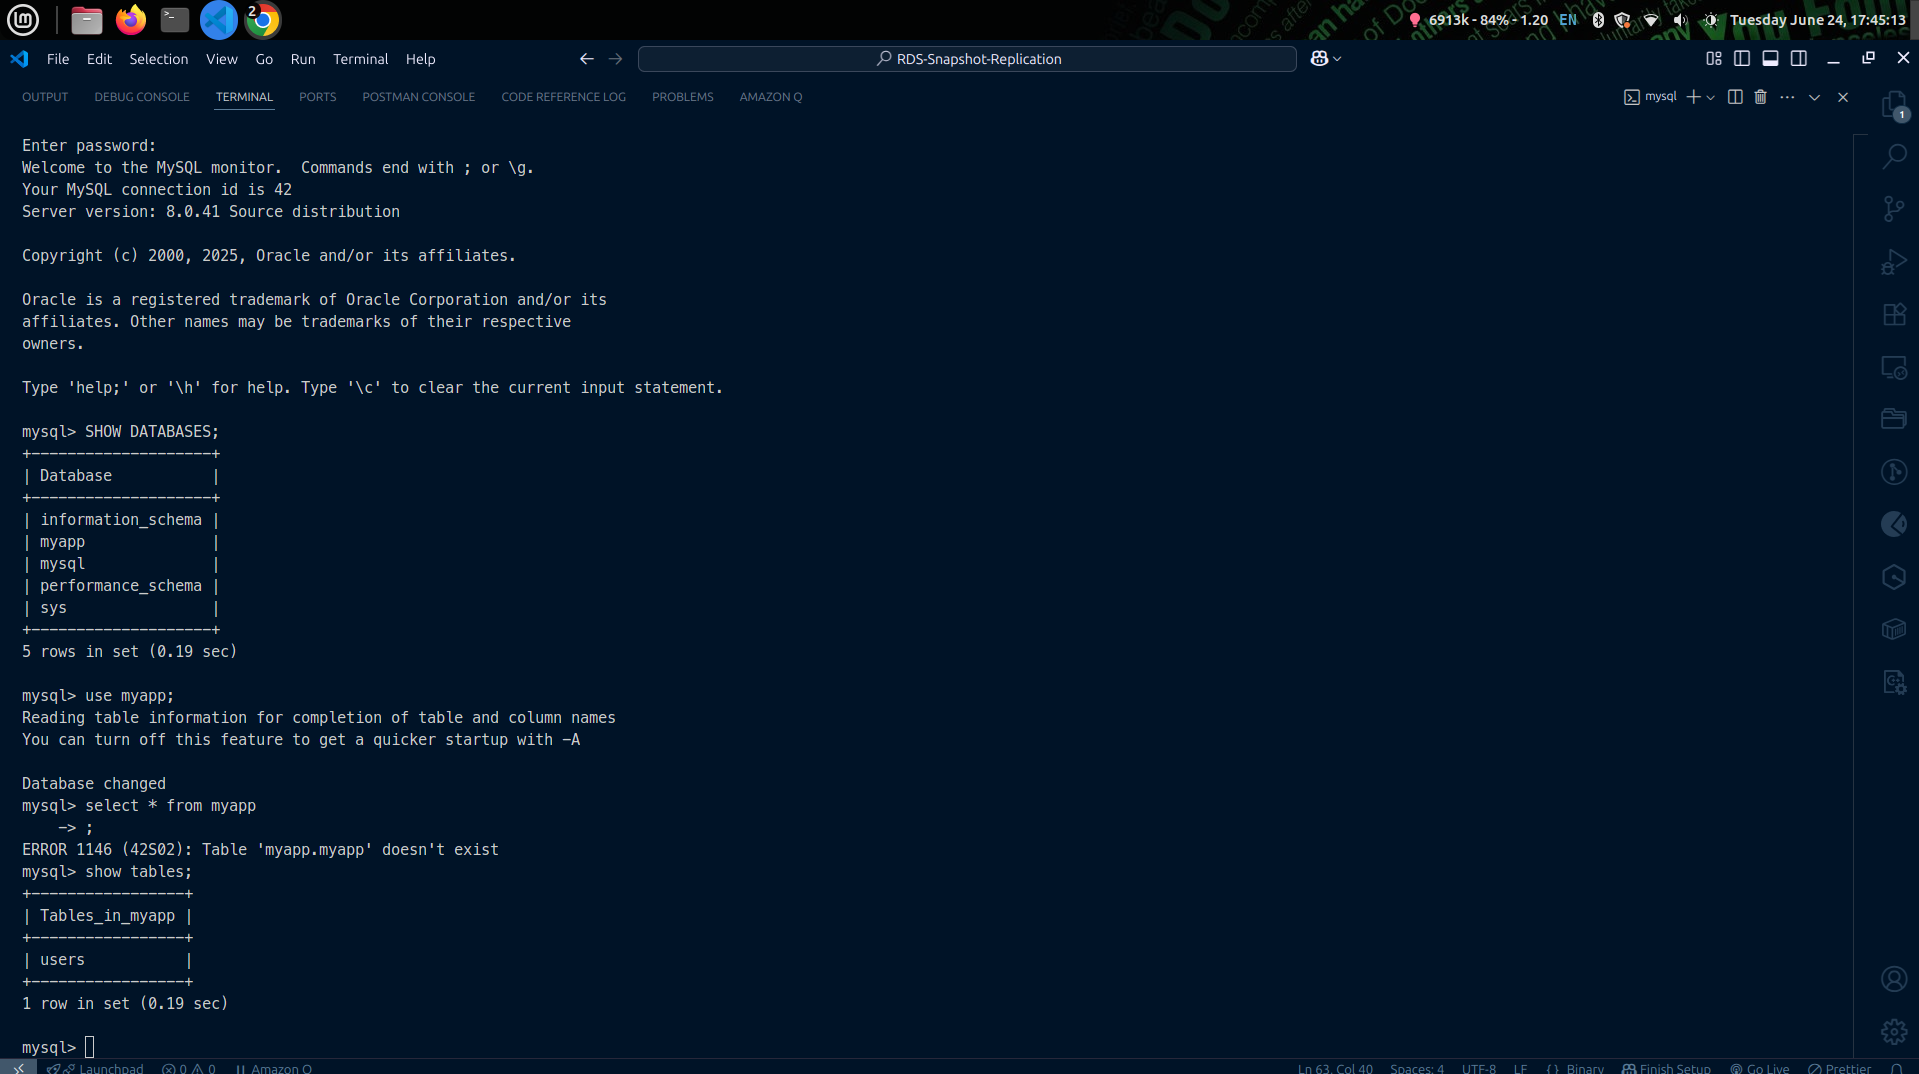 2
6913k - 84% - 1.20 EN Tuesday June 24, 17:45:13
File Edit Selection View Go Run Terminal Help
RDS-Snapshot-Replication
OUTPUT DEBUG CONSOLE TERMINAL PORTS POSTMAN CONSOLE CODE REFERENCE LOG PROBLEMS AMAZON Q
mysql
1
Enter password:
Welcome to the MySQL monitor.  Commands end with ; or \g.
Your MySQL connection id is 42
Server version: 8.0.41 Source distribution
Copyright (c) 2000, 2025, Oracle and/or its affiliates.
Oracle is a registered trademark of Oracle Corporation and/or its
affiliates. Other names may be trademarks of their respective
owners.
Type 'help;' or '\h' for help. Type '\c' to clear the current input statement.
mysql> SHOW DATABASES;
+--------------------+
| Database           |
+--------------------+
| information_schema |
| myapp              |
| mysql              |
| performance_schema |
| sys                |
+--------------------+
5 rows in set (0.19 sec)
mysql> use myapp;
Reading table information for completion of table and column names
You can turn off this feature to get a quicker startup with -A
Database changed
mysql> select * from myapp
    -> ;
ERROR 1146 (42S02): Table 'myapp.myapp' doesn't exist
mysql> show tables;
+-----------------+
| Tables_in_myapp |
+-----------------+
| users           |
+-----------------+
1 row in set (0.19 sec)
mysql>
Launchpad 0 0 Amazon Q Ln 63, Col 40 Spaces: 4 UTF-8 LF {} Binary Finish Setup Go Live Prettier